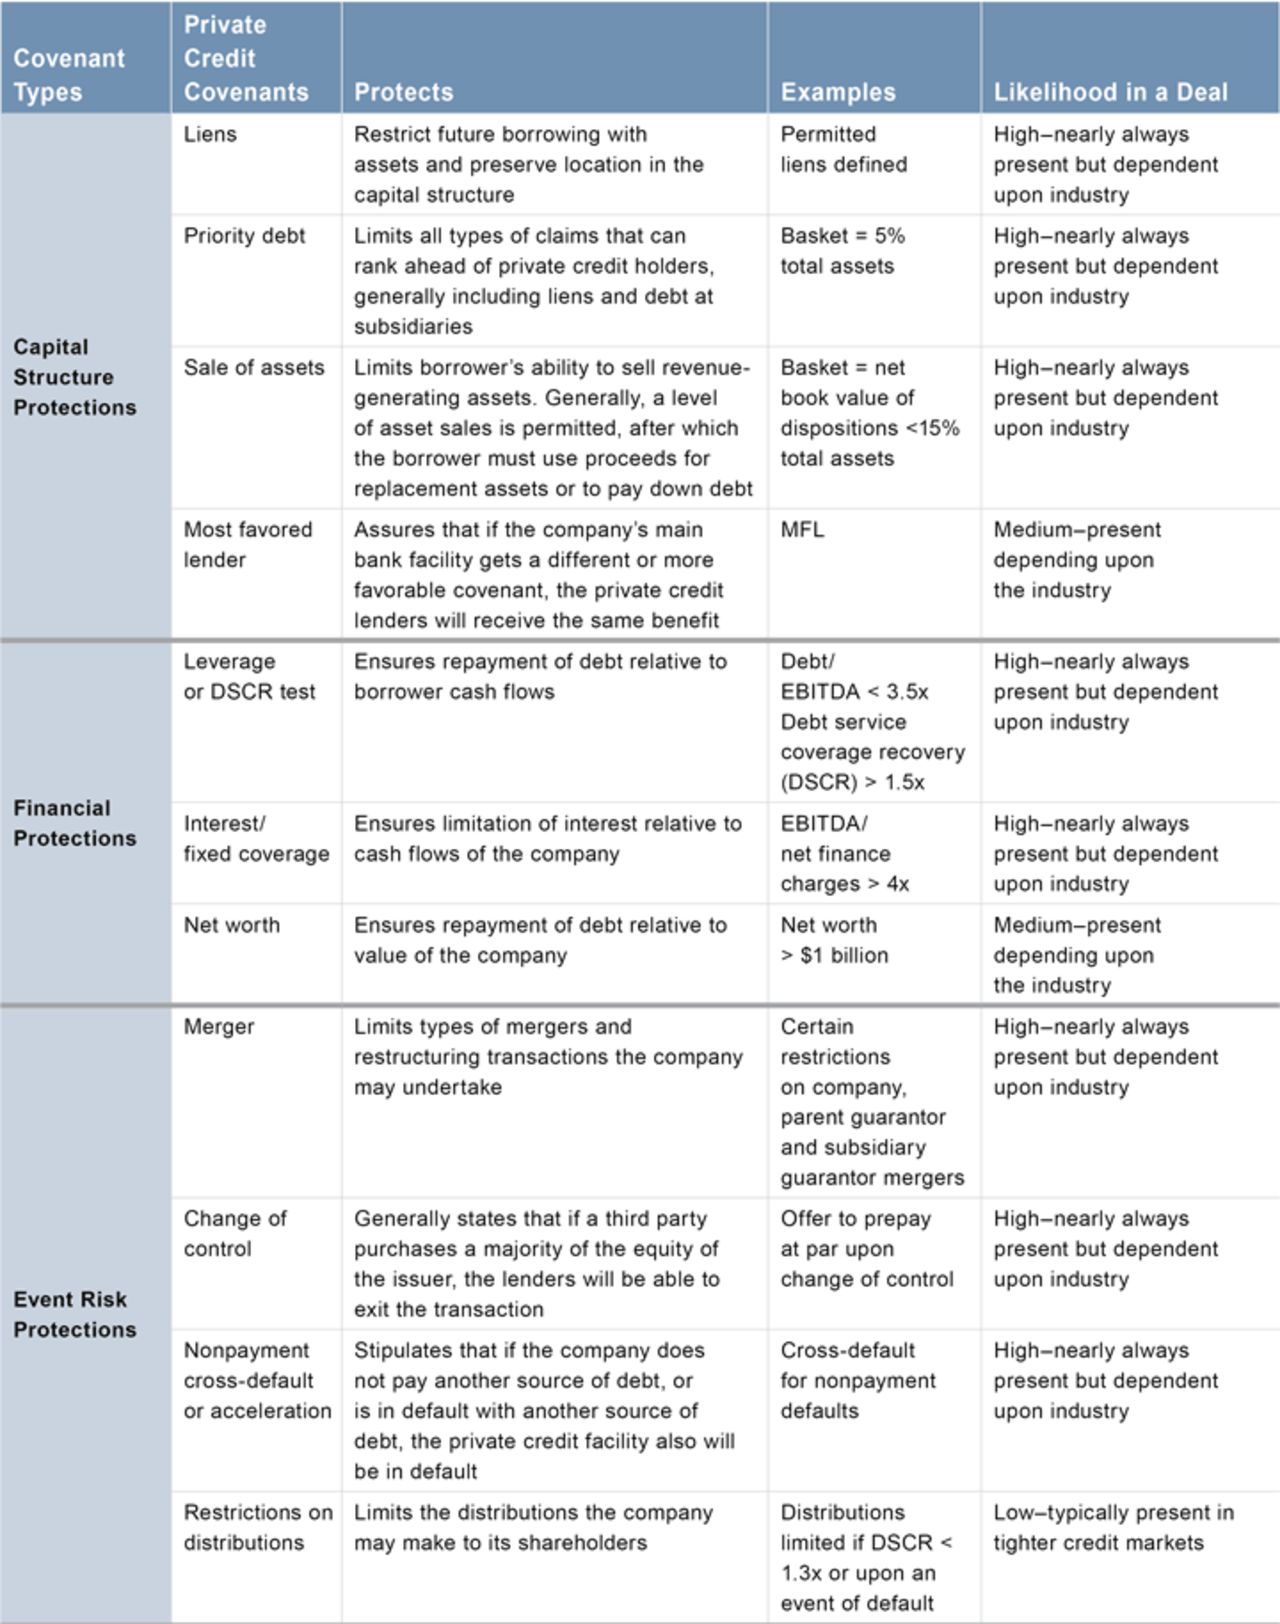 Covenant
Types
Private
Credit
Covenants
Protects
Examples
Likelihood in a Deal
Capital
Structure
Protections
Liens
Restrict future borrowing with
assets and preserve location in the
capital structure
Permitted
liens defined
High–nearly always
present but dependent
upon industry
Priority debt
Limits all types of claims that can
rank ahead of private credit holders,
generally including liens and debt at
subsidiaries
Basket = 5%
total assets
High–nearly always
present but dependent
upon industry
Sale of assets
Limits borrower’s ability to sell revenue-
generating assets. Generally, a level
of asset sales is permitted, after which
the borrower must use proceeds for
replacement assets or to pay down debt
Basket = net
book value of
dispositions <15%
total assets
High–nearly always
present but dependent
upon industry
Most favored
lender
Assures that if the company’s main
bank facility gets a different or more
favorable covenant, the private credit
lenders will receive the same benefit
MFL
Medium–present
depending upon
the industry
Financial
Protections
Leverage
or DSCR test
Ensures repayment of debt relative to
borrower cash flows
Debt/
EBITDA < 3.5x
Debt service
coverage recovery
(DSCR) > 1.5x
High–nearly always
present but dependent
upon industry
Interest/
fixed coverage
Ensures limitation of interest relative to
cash flows of the company
EBITDA/
net finance
charges > 4x
High–nearly always
present but dependent
upon industry
Net worth
Ensures repayment of debt relative to
value of the company
Net worth
> $1 billion
Medium–present
depending upon
the industry
Event Risk
Protections
Merger
Limits types of mergers and
restructuring transactions the company
may undertake
Certain
restrictions
on company,
parent guarantor
and subsidiary
guarantor mergers
High–nearly always
present but dependent
upon industry
Change of
control
Generally states that if a third party
purchases a majority of the equity of
the issuer, the lenders will be able to
exit the transaction
Offer to prepay
at par upon
change of control
High–nearly always
present but dependent
upon industry
Nonpayment
cross-default
or acceleration
Stipulates that if the company does
not pay another source of debt, or
is in default with another source of
debt, the private credit facility also will
be in default
Cross-default
for nonpayment
defaults
High–nearly always
present but dependent
upon industry
Restrictions on
distributions
Limits the distributions the company
may make to its shareholders
Distributions
limited if DSCR <
1.3x or upon an
event of default
Low–typically present in
tighter credit markets